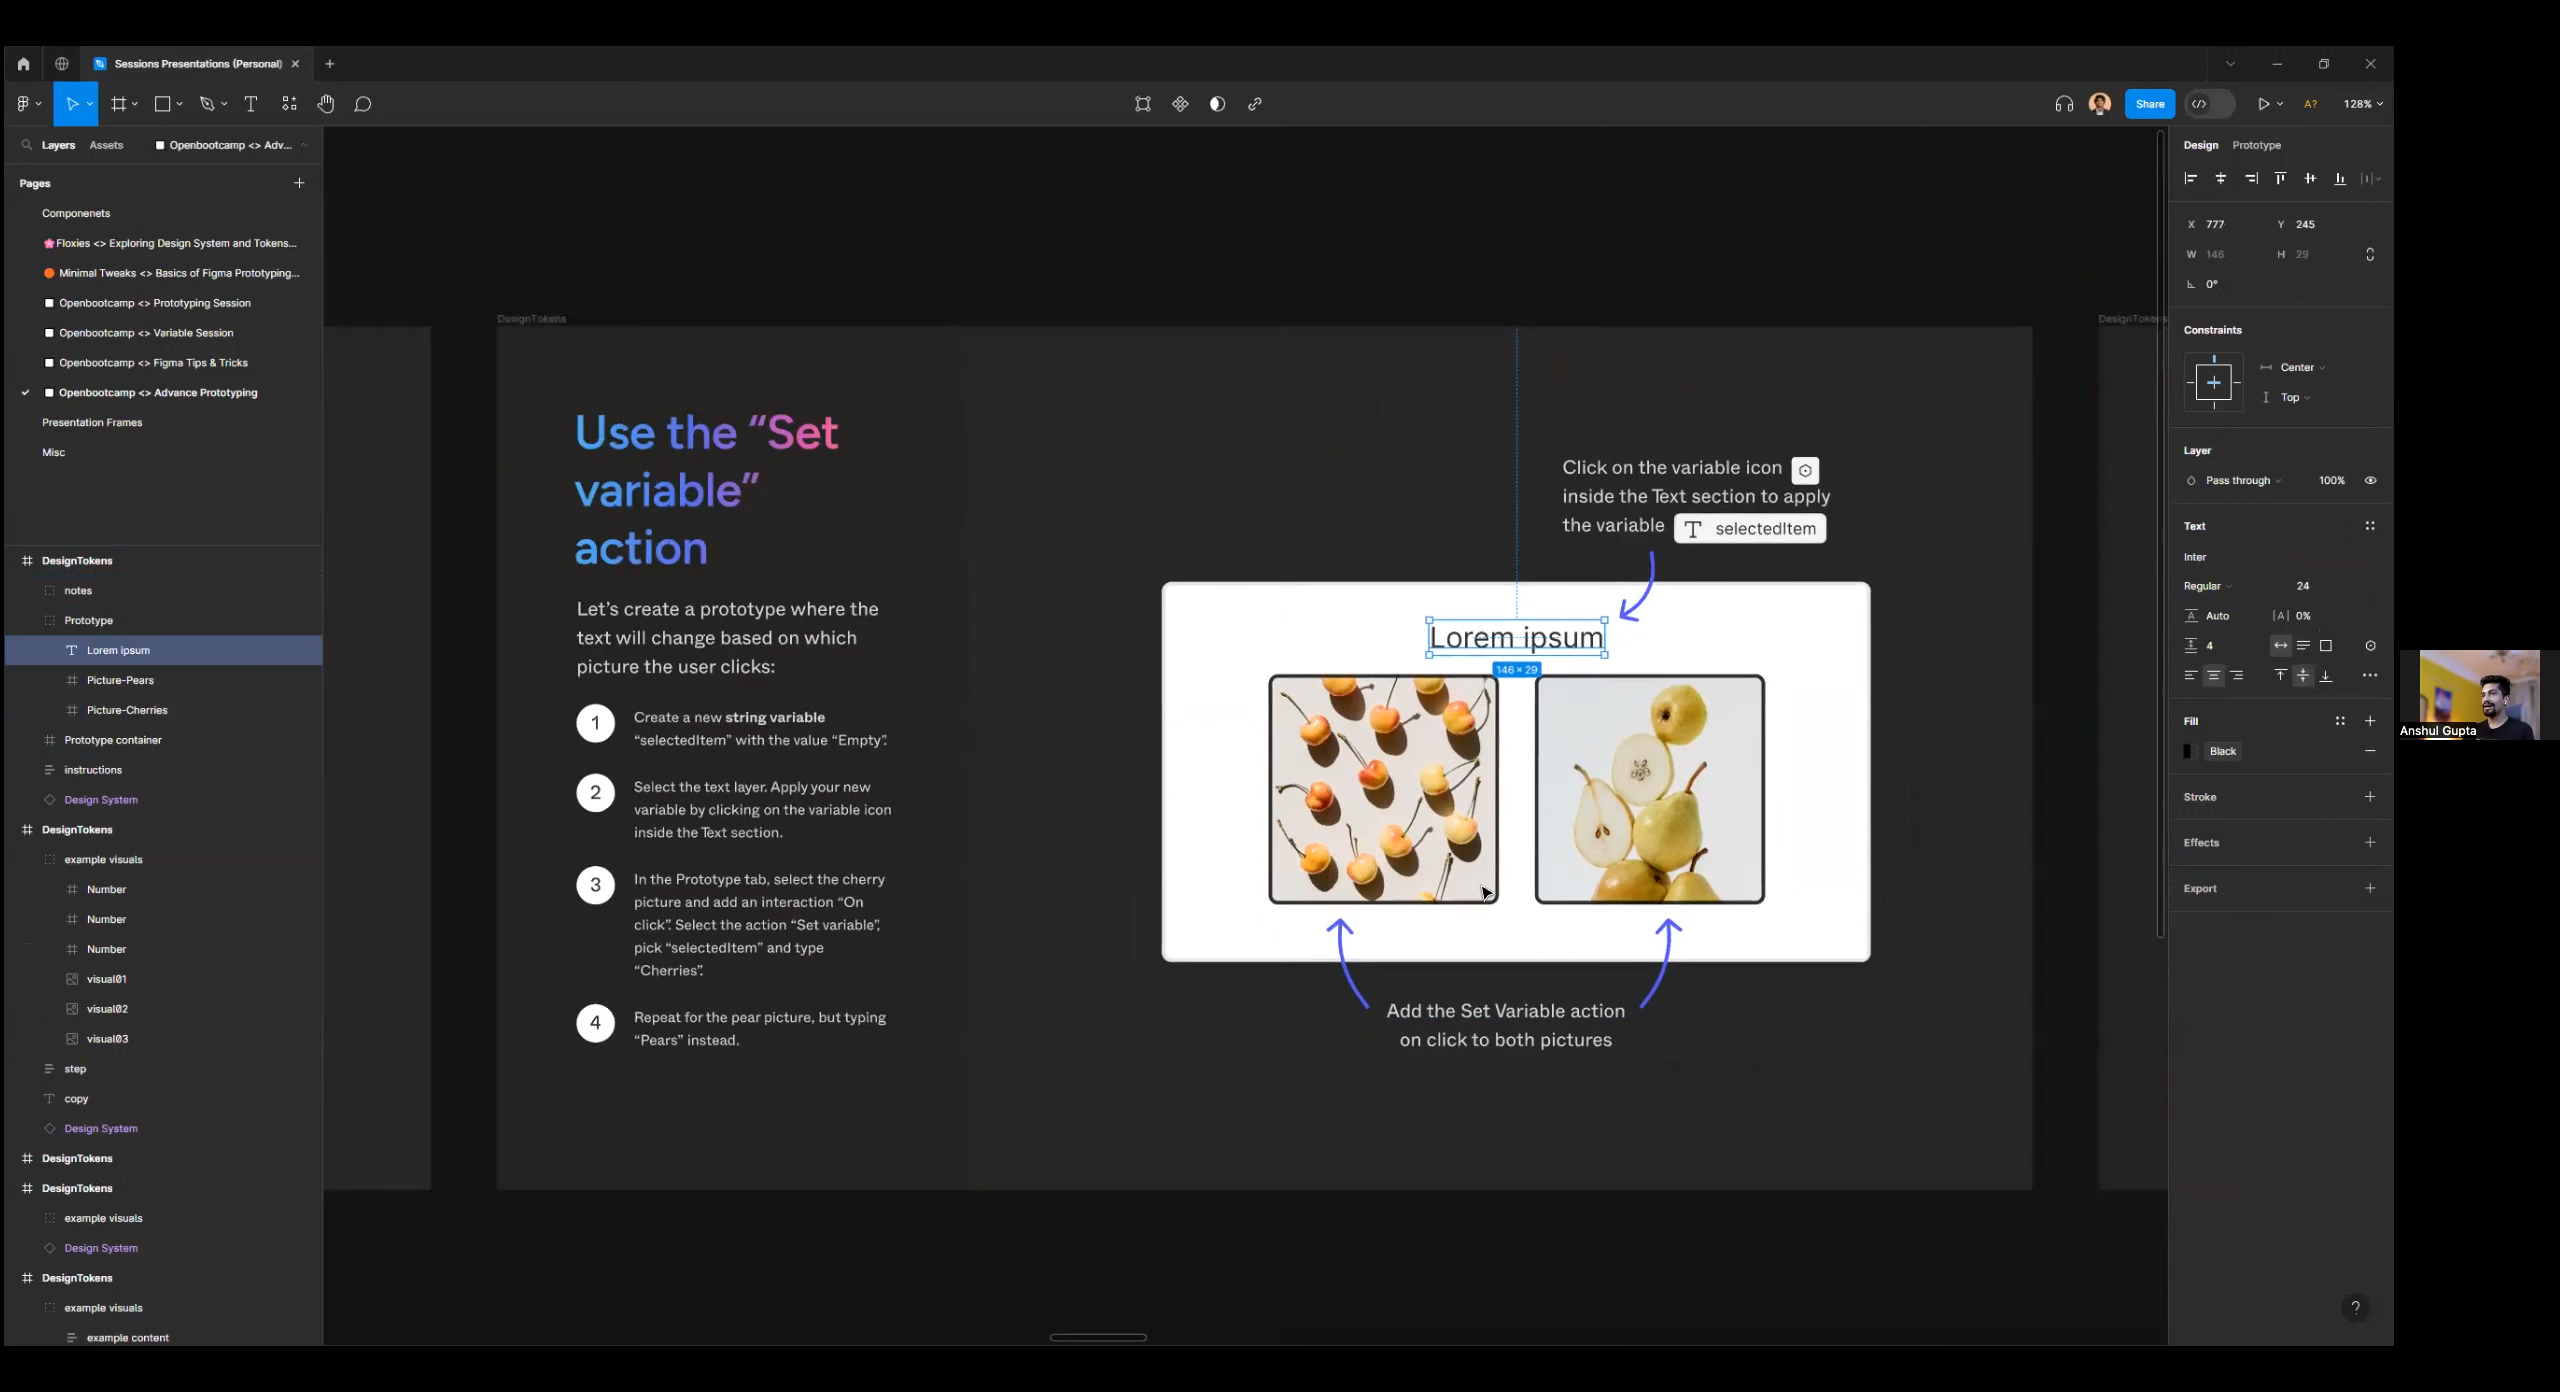 Sessions Presentations (Personal)
Share
A?
128%
Layers
Assets
Openbootcamp <> Adv...
Pages
Componenets
Floxies <> Exploring Design System and Tokens...
Minimal Tweaks <> Basics of Figma Prototyping...
Openbootcamp <> Prototyping Session
Openbootcamp <> Variable Session
Openbootcamp <> Figma Tips & Tricks
Openbootcamp <> Advance Prototyping
Presentation Frames
Misc
DesignTokens
notes
Prototype
Lorem ipsum
Picture-Pears
Picture-Cherries
Prototype container
instructions
Design System
DesignTokens
example visuals
Number
Number
Number
visual01
visual02
visual03
step
copy
Design System
DesignTokens
DesignTokens
example visuals
Design System
DesignTokens
example visuals
example content
DesignTokens
Use the “Set
variable”
action
Let’s create a prototype where the
text will change based on which
picture the user clicks:
1
Create a new string variable
“selectedItem” with the value “Empty”.
2
Select the text layer. Apply your new
variable by clicking on the variable icon
inside the Text section.
3
In the Prototype tab, select the cherry
picture and add an interaction “On
click”. Select the action “Set variable”,
pick “selectedItem” and type
“Cherries”.
4
Repeat for the pear picture, but typing
“Pears” instead.
Click on the variable icon
inside the Text section to apply
the variable T selectedItem
Lorem ipsum
146 × 29
Add the Set Variable action
on click to both pictures
DesignTokens
Design
Prototype
X 777
Y 245
W 146
H 29
0°
Constraints
Center
Top
Layer
Pass through
100%
Text
Inter
Regular
24
Auto
|A| 0%
4
Fill
Black
Stroke
Effects
Export
?
Anshul Gupta